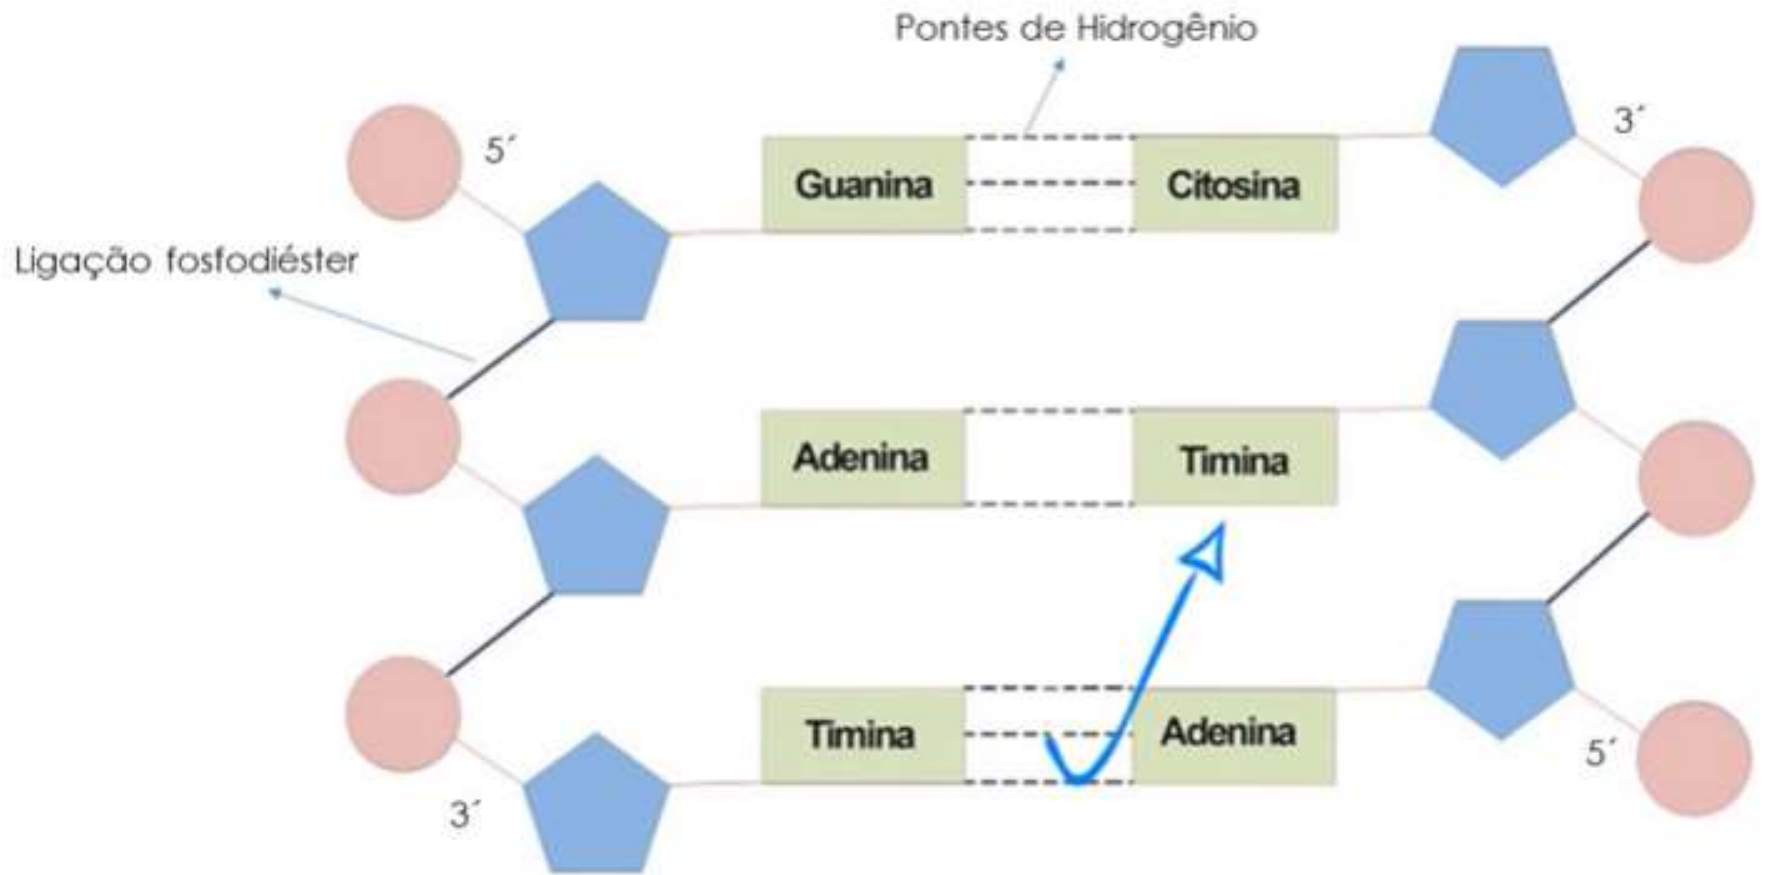 Pontes de Hidrogênio
5´
3´
Guanina
Citosina
Ligação fosfodiéster
Adenina
Timina
Timina
Adenina
5´
3´